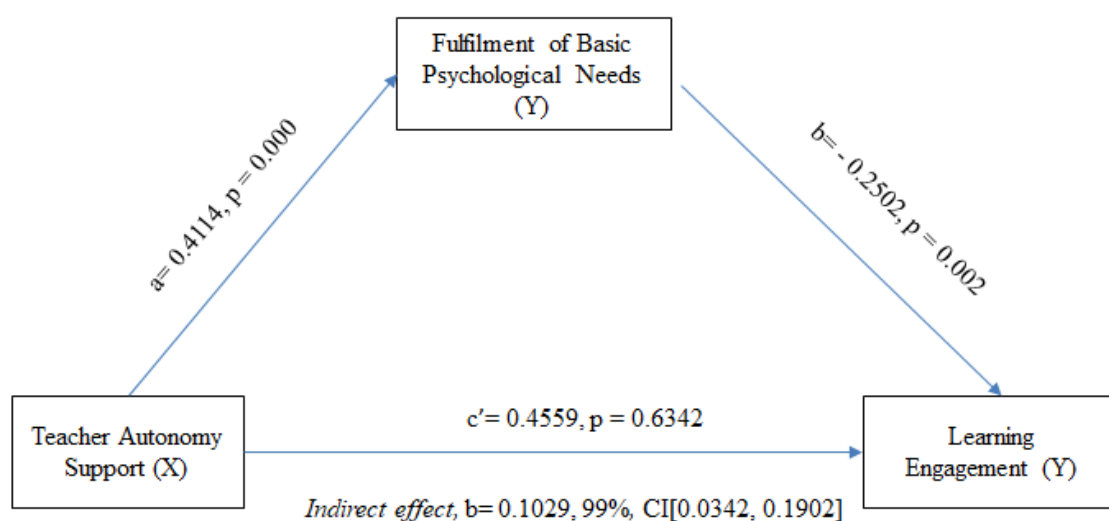 Fulfilment of Basic
Psychological Needs
(Y)
a= 0.4114, p = 0.000
b= - 0.2502, p = 0.002
Teacher Autonomy
Support (X)
c′= 0.4559, p = 0.6342
Learning
Engagement (Y)
Indirect effect, b= 0.1029, 99%, CI[0.0342, 0.1902]